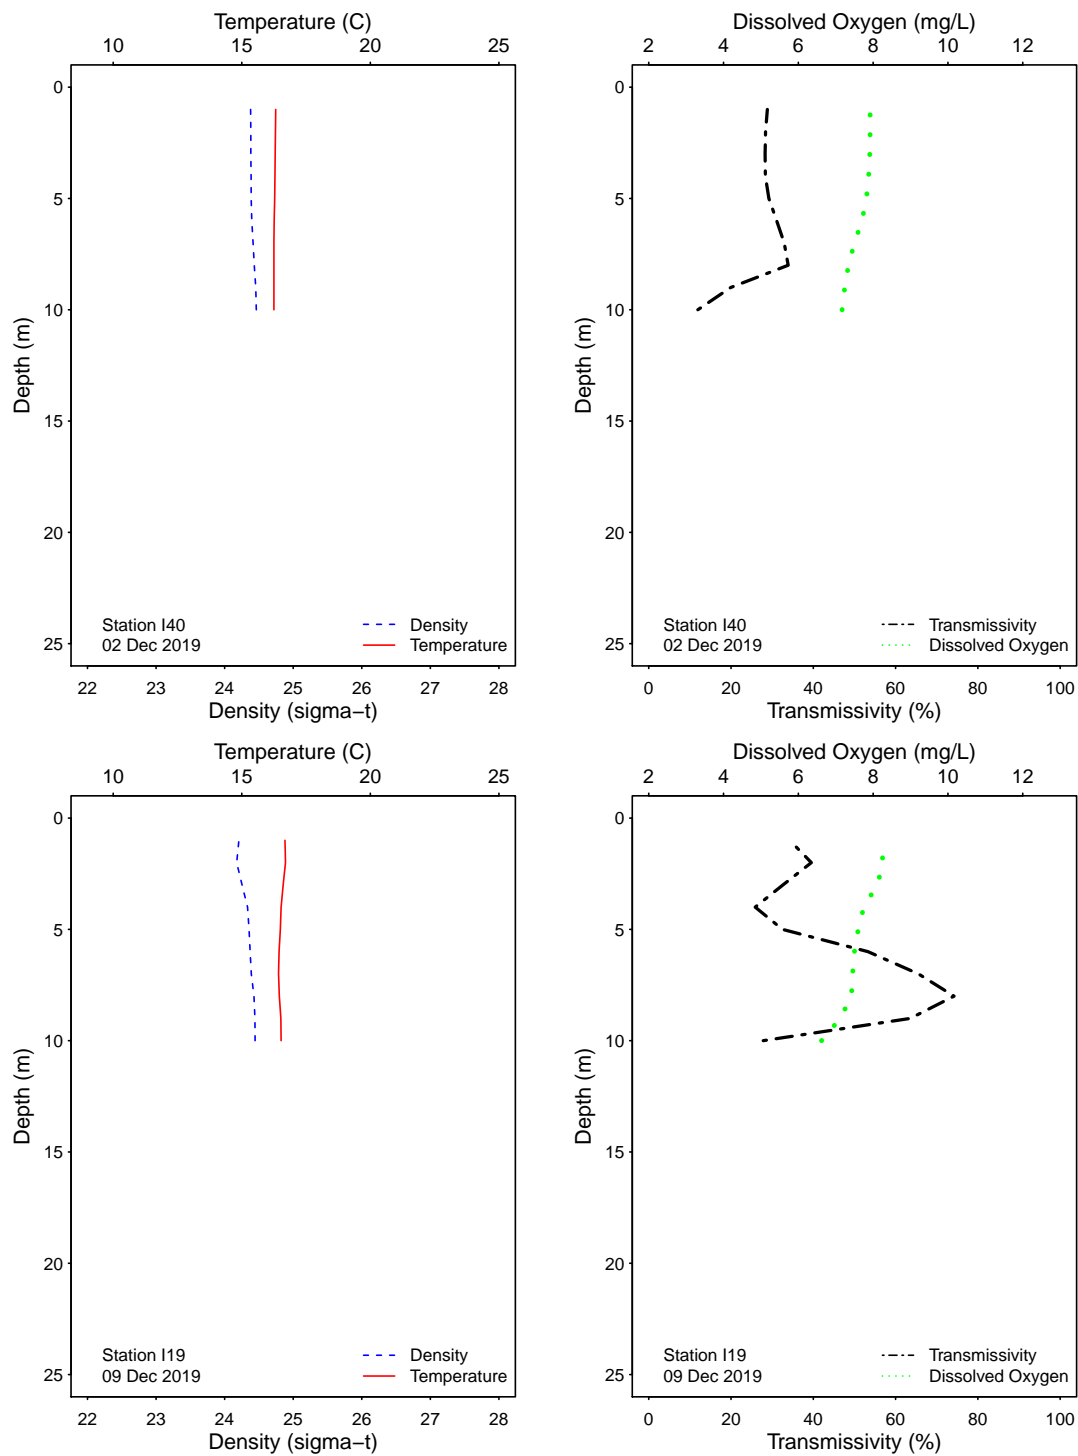 Temperature (C)
10 15 20 25
0
5
10
15
20
25
Depth (m)
Station I40
02 Dec 2019
Density
Temperature
22 23 24 25 26 27 28
Density (sigma−t)
Dissolved Oxygen (mg/L)
2 4 6 8 10 12
0
5
10
15
20
25
Depth (m)
Station I40
02 Dec 2019
Transmissivity
Dissolved Oxygen
0 20 40 60 80 100
Transmissivity (%)
Temperature (C)
10 15 20 25
0
5
10
15
20
25
Depth (m)
Station I19
09 Dec 2019
Density
Temperature
22 23 24 25 26 27 28
Density (sigma−t)
Dissolved Oxygen (mg/L)
2 4 6 8 10 12
0
5
10
15
20
25
Depth (m)
Station I19
09 Dec 2019
Transmissivity
Dissolved Oxygen
0 20 40 60 80 100
Transmissivity (%)